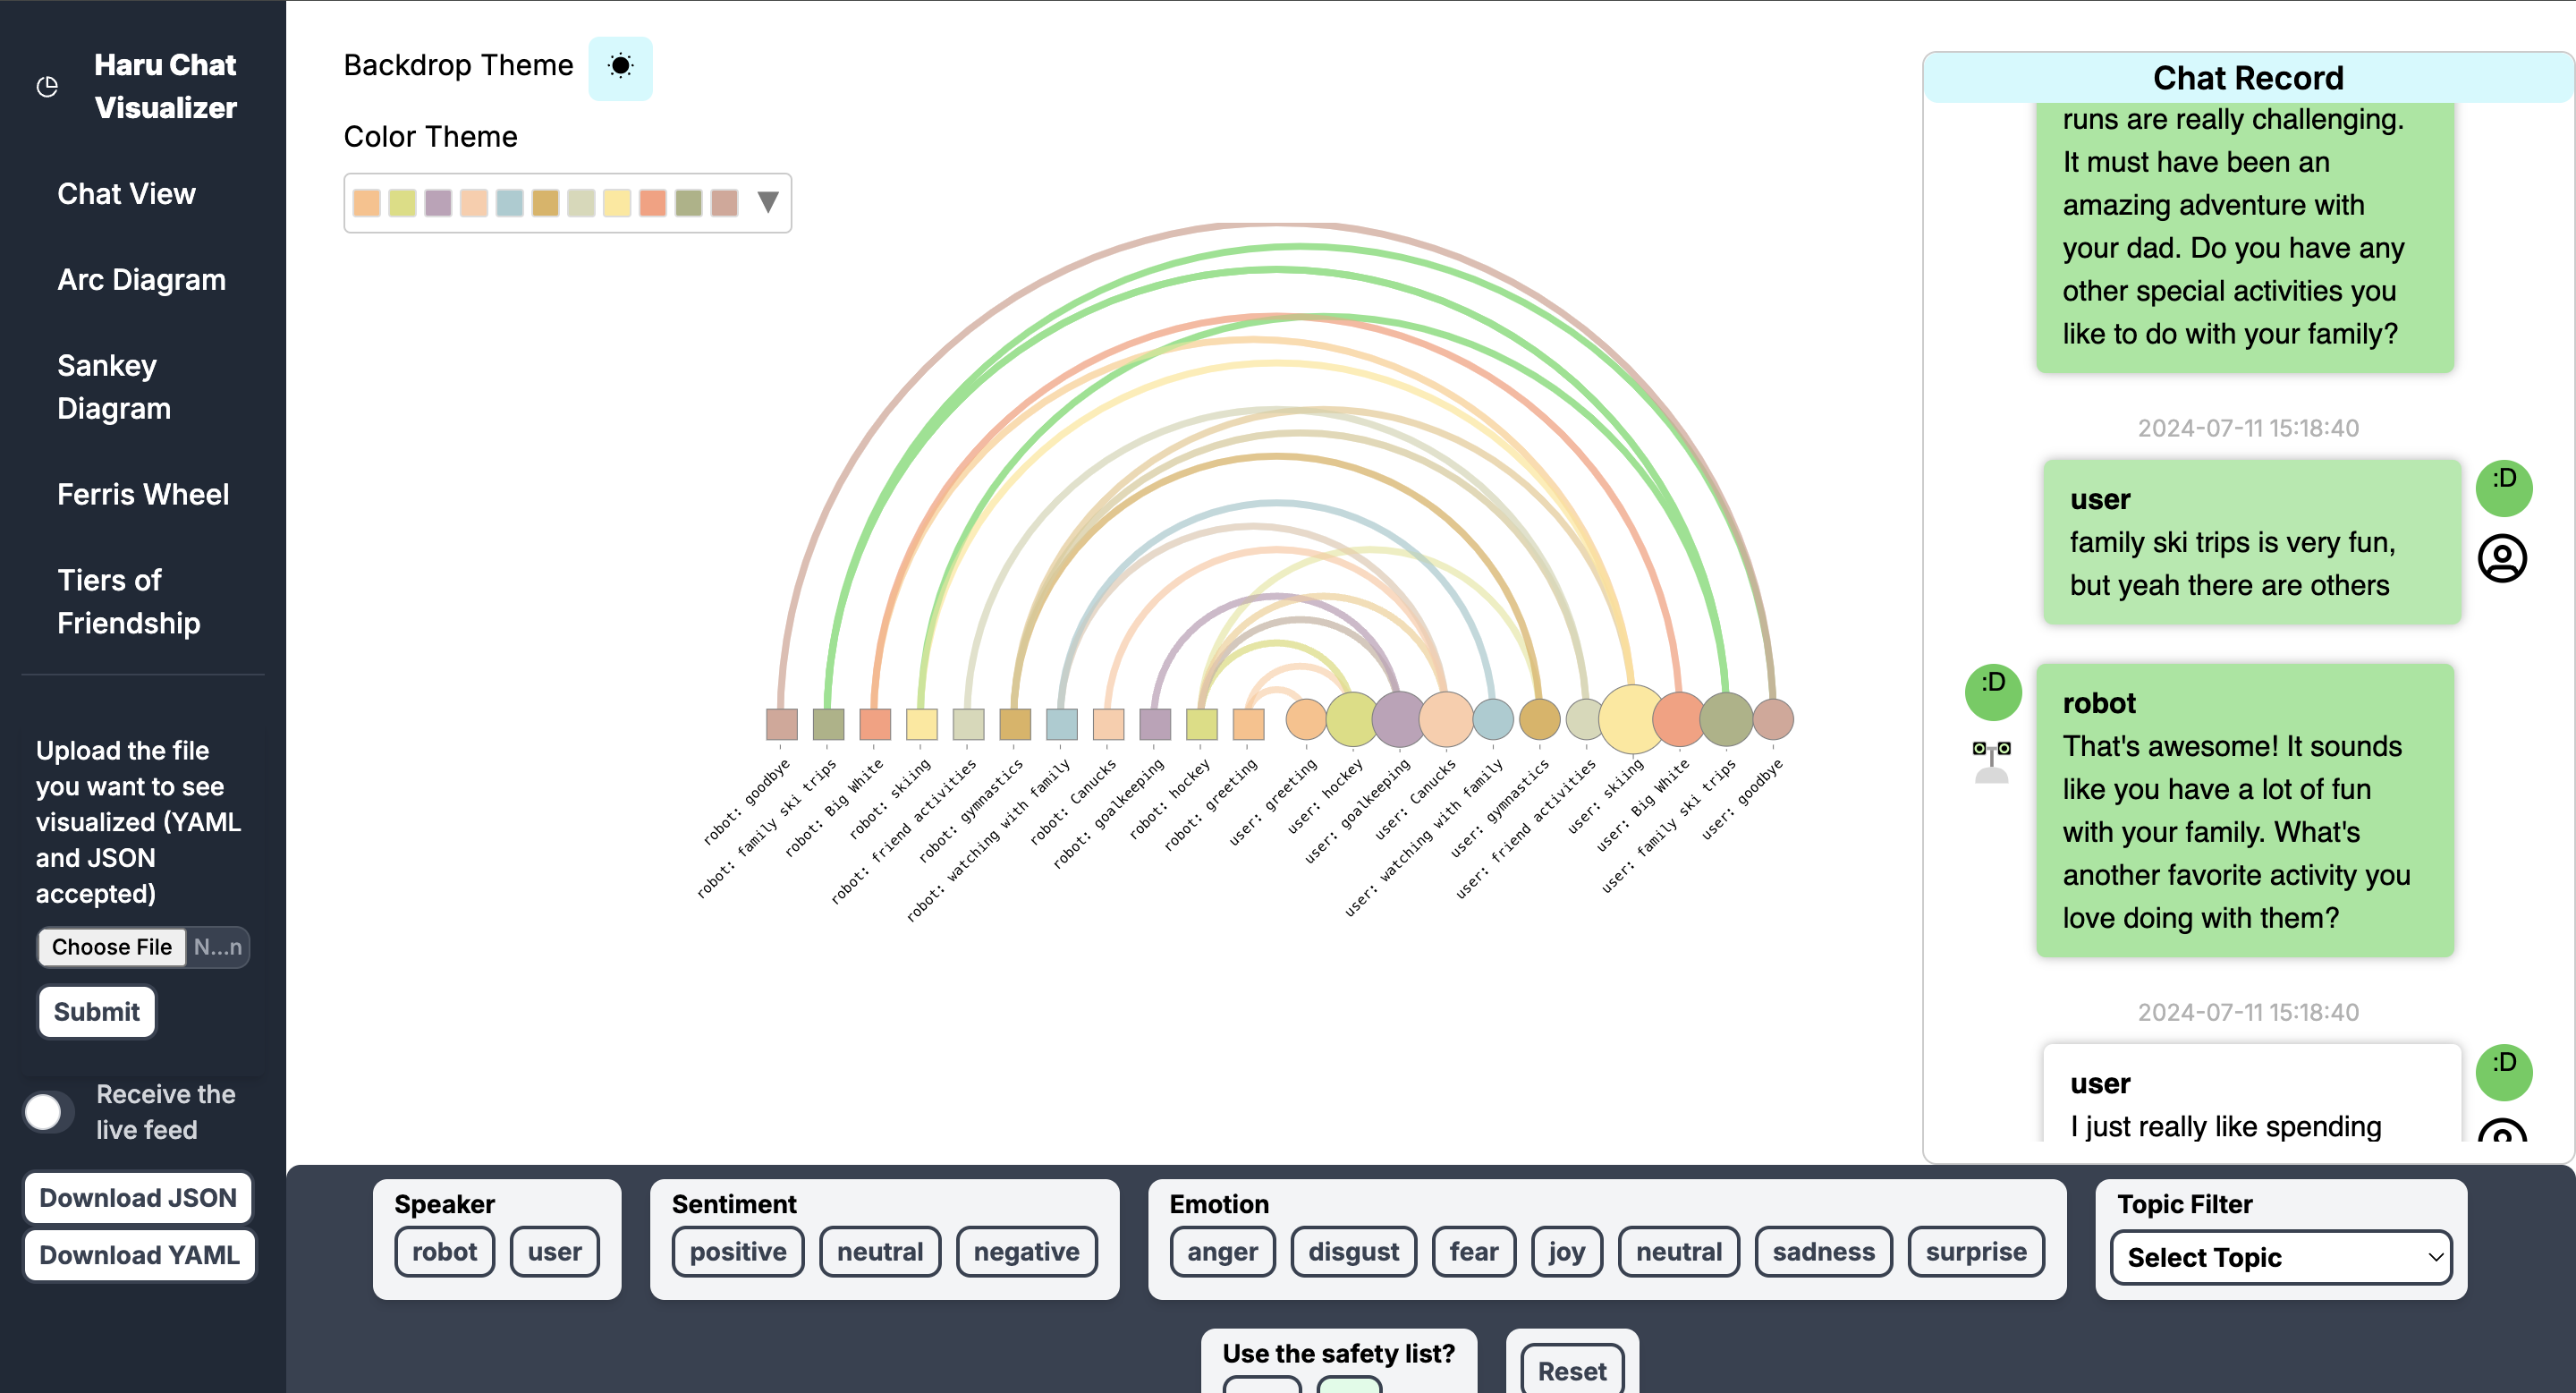 Haru Chat
Visualizer
Chat View
Arc Diagram
Sankey
Diagram
Ferris Wheel
Tiers of
Friendship
Upload the file
you want to see
visualized (YAML
and JSON
accepted)
Choose File N...n
Submit
Receive the
live feed
Download JSON
Download YAML
Backdrop Theme
Color Theme
robot: goodbye
robot: family ski trips
robot: Big White
robot: skiing
robot: friend activities
robot: gymnastics
robot: watching with family
robot: Canucks
robot: goalkeeping
robot: hockey
robot: greeting
user: greeting
user: hockey
user: goalkeeping
user: Canucks
user: watching with family
user: gymnastics
user: friend activities
user: skiing
user: Big White
user: family ski trips
user: goodbye
Chat Record
runs are really challenging.
It must have been an
amazing adventure with
your dad. Do you have any
other special activities you
like to do with your family?
2024-07-11 15:18:40
:D
user
family ski trips is very fun,
but yeah there are others
:D
robot
That's awesome! It sounds
like you have a lot of fun
with your family. What's
another favorite activity you
love doing with them?
2024-07-11 15:18:40
:D
user
I just really like spending
Speaker
robot user
Sentiment
positive neutral negative
Emotion
anger disgust fear joy neutral sadness surprise
Topic Filter
Select Topic
Use the safety list?
Reset